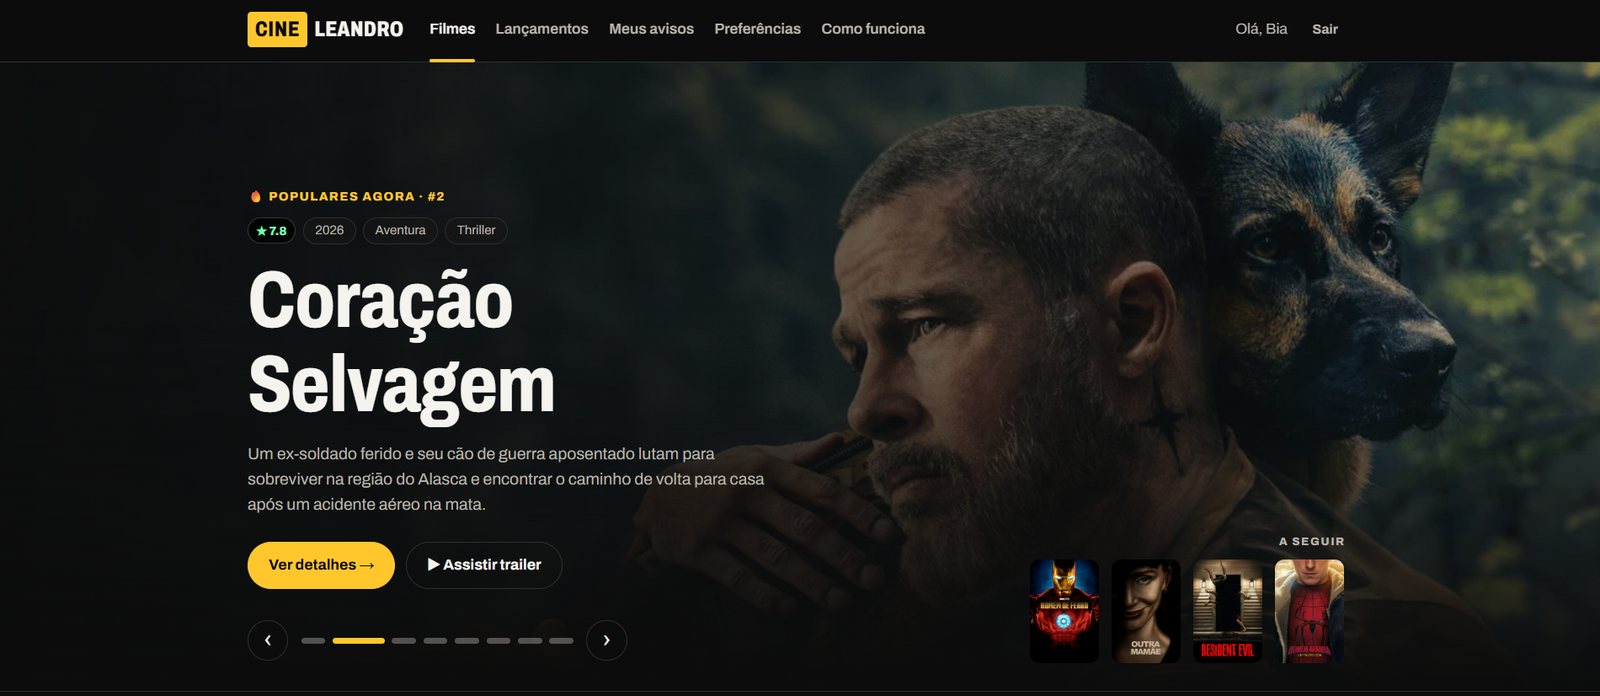 CINE LEANDRO Filmes Lançamentos Meus avisos Preferências Como funciona Olá, Bia Sair
POPULARES AGORA · #2
★ 7.8 2026 Aventura Thriller
Coração
Selvagem
Um ex-soldado ferido e seu cão de guerra aposentado lutam para
sobreviver na região do Alasca e encontrar o caminho de volta para casa
após um acidente aéreo na mata.
Ver detalhes →
▶ Assistir trailer
A SEGUIR
HOMEM DE FERRO
OUTRA
MAMÃE
RESIDENT EVIL